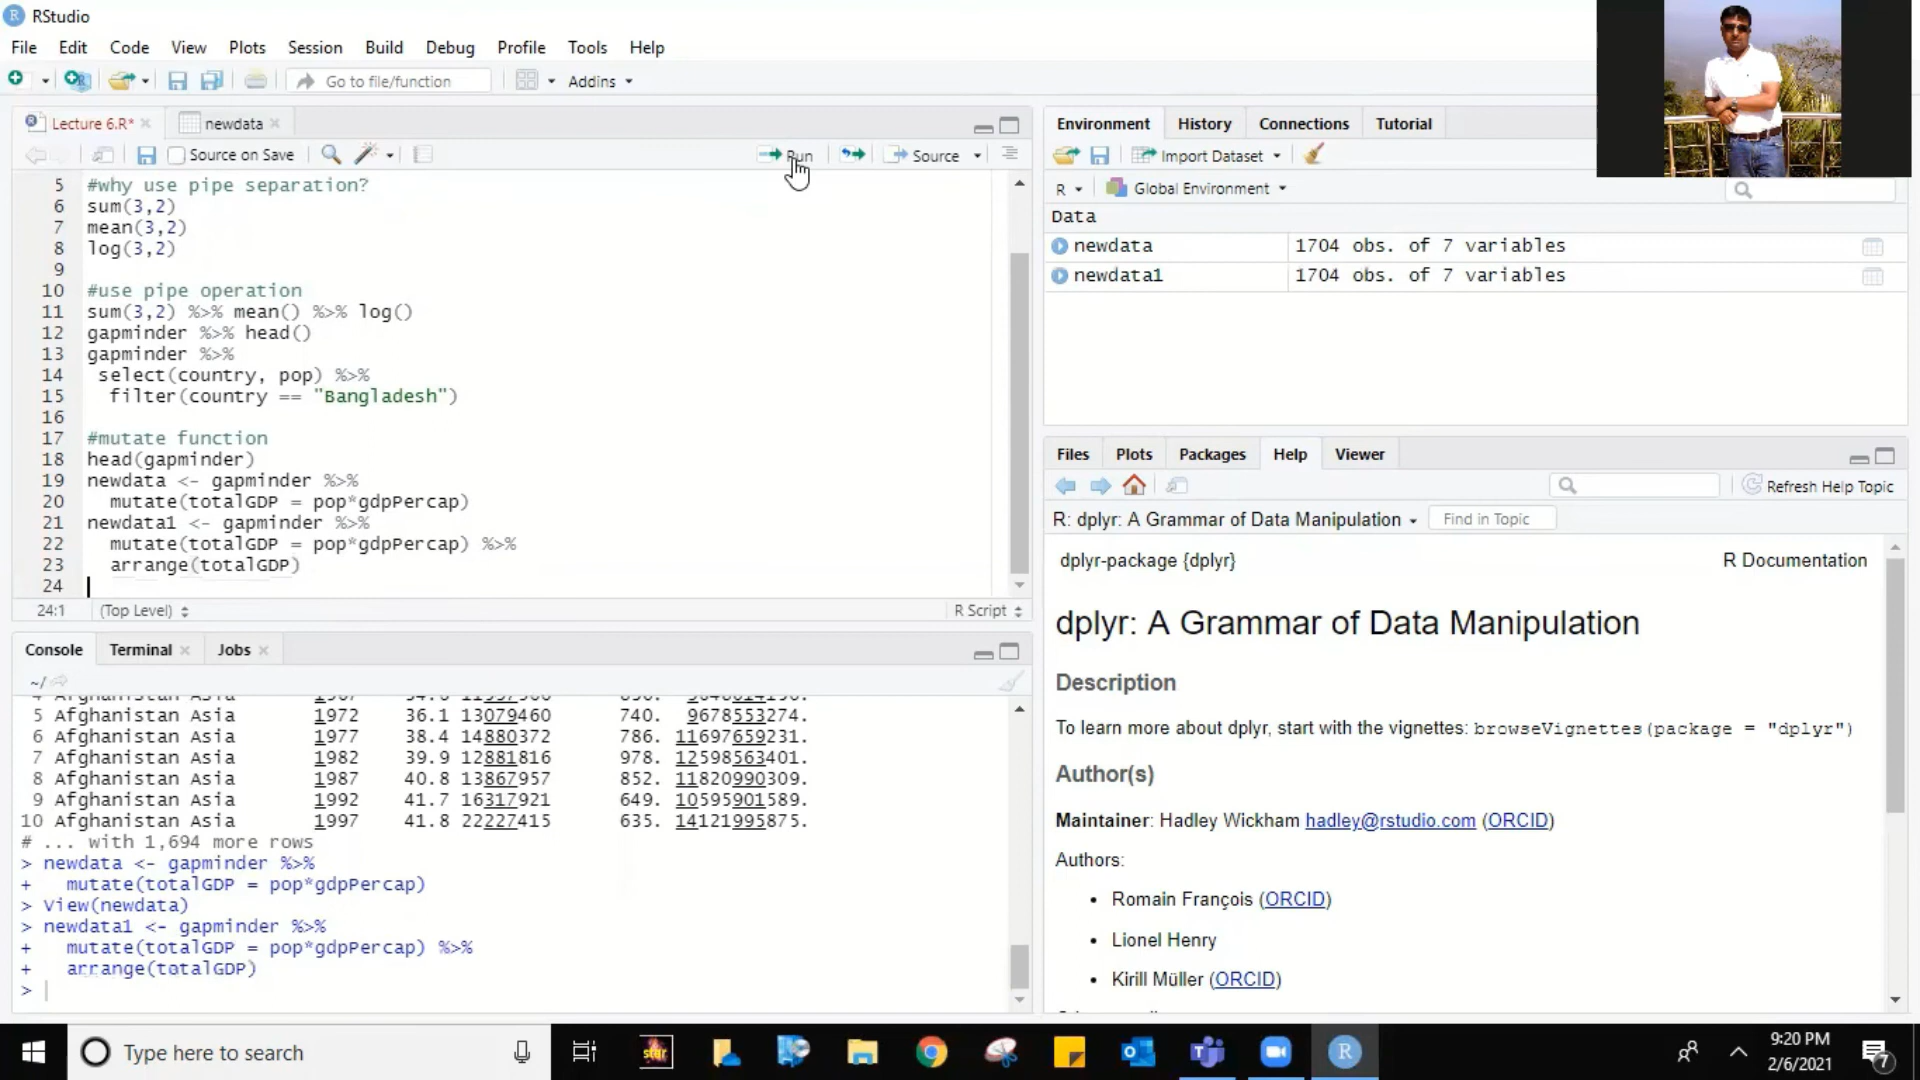 RStudio
File Edit Code View Plots Session Build Debug Profile Tools Help
Go to file/function Addins
Lecture 6.R* newdata
Source on Save Run Source
5 #why use pipe separation?
6 sum(3,2)
7 mean(3,2)
8 log(3,2)
9
10 #use pipe operation
11 sum(3,2) %>% mean() %>% log()
12 gapminder %>% head()
13 gapminder %>%
14 select(country, pop) %>%
15 filter(country == "Bangladesh")
16
17 #mutate function
18 head(gapminder)
19 newdata <- gapminder %>%
20 mutate(totalGDP = pop*gdpPercap)
21 newdata1 <- gapminder %>%
22 mutate(totalGDP = pop*gdpPercap) %>%
23 arrange(totalGDP)
24
24:1 (Top Level) R Script
Console Terminal Jobs
~/
5 Afghanistan Asia 1972 36.1 13079460 740. 9678553274.
6 Afghanistan Asia 1977 38.4 14880372 786. 11697659231.
7 Afghanistan Asia 1982 39.9 12881816 978. 12598563401.
8 Afghanistan Asia 1987 40.8 13867957 852. 11820990309.
9 Afghanistan Asia 1992 41.7 16317921 649. 10595901589.
10 Afghanistan Asia 1997 41.8 22227415 635. 14121995875.
# ... with 1,694 more rows
> newdata <- gapminder %>%
+ mutate(totalGDP = pop*gdpPercap)
> View(newdata)
> newdata1 <- gapminder %>%
+ mutate(totalGDP = pop*gdpPercap) %>%
+ arrange(totalGDP)
>
Environment History Connections Tutorial
Import Dataset
R Global Environment
Data
newdata 1704 obs. of 7 variables
newdata1 1704 obs. of 7 variables
Files Plots Packages Help Viewer
Refresh Help Topic
R: dplyr: A Grammar of Data Manipulation Find in Topic
dplyr-package {dplyr} R Documentation
dplyr: A Grammar of Data Manipulation
Description
To learn more about dplyr, start with the vignettes: browseVignettes(package = "dplyr")
Author(s)
Maintainer: Hadley Wickham hadley@rstudio.com (ORCID)
Authors:
• Romain François (ORCID)
• Lionel Henry
• Kirill Müller (ORCID)
Type here to search
star
9:20 PM
2/6/2021
7